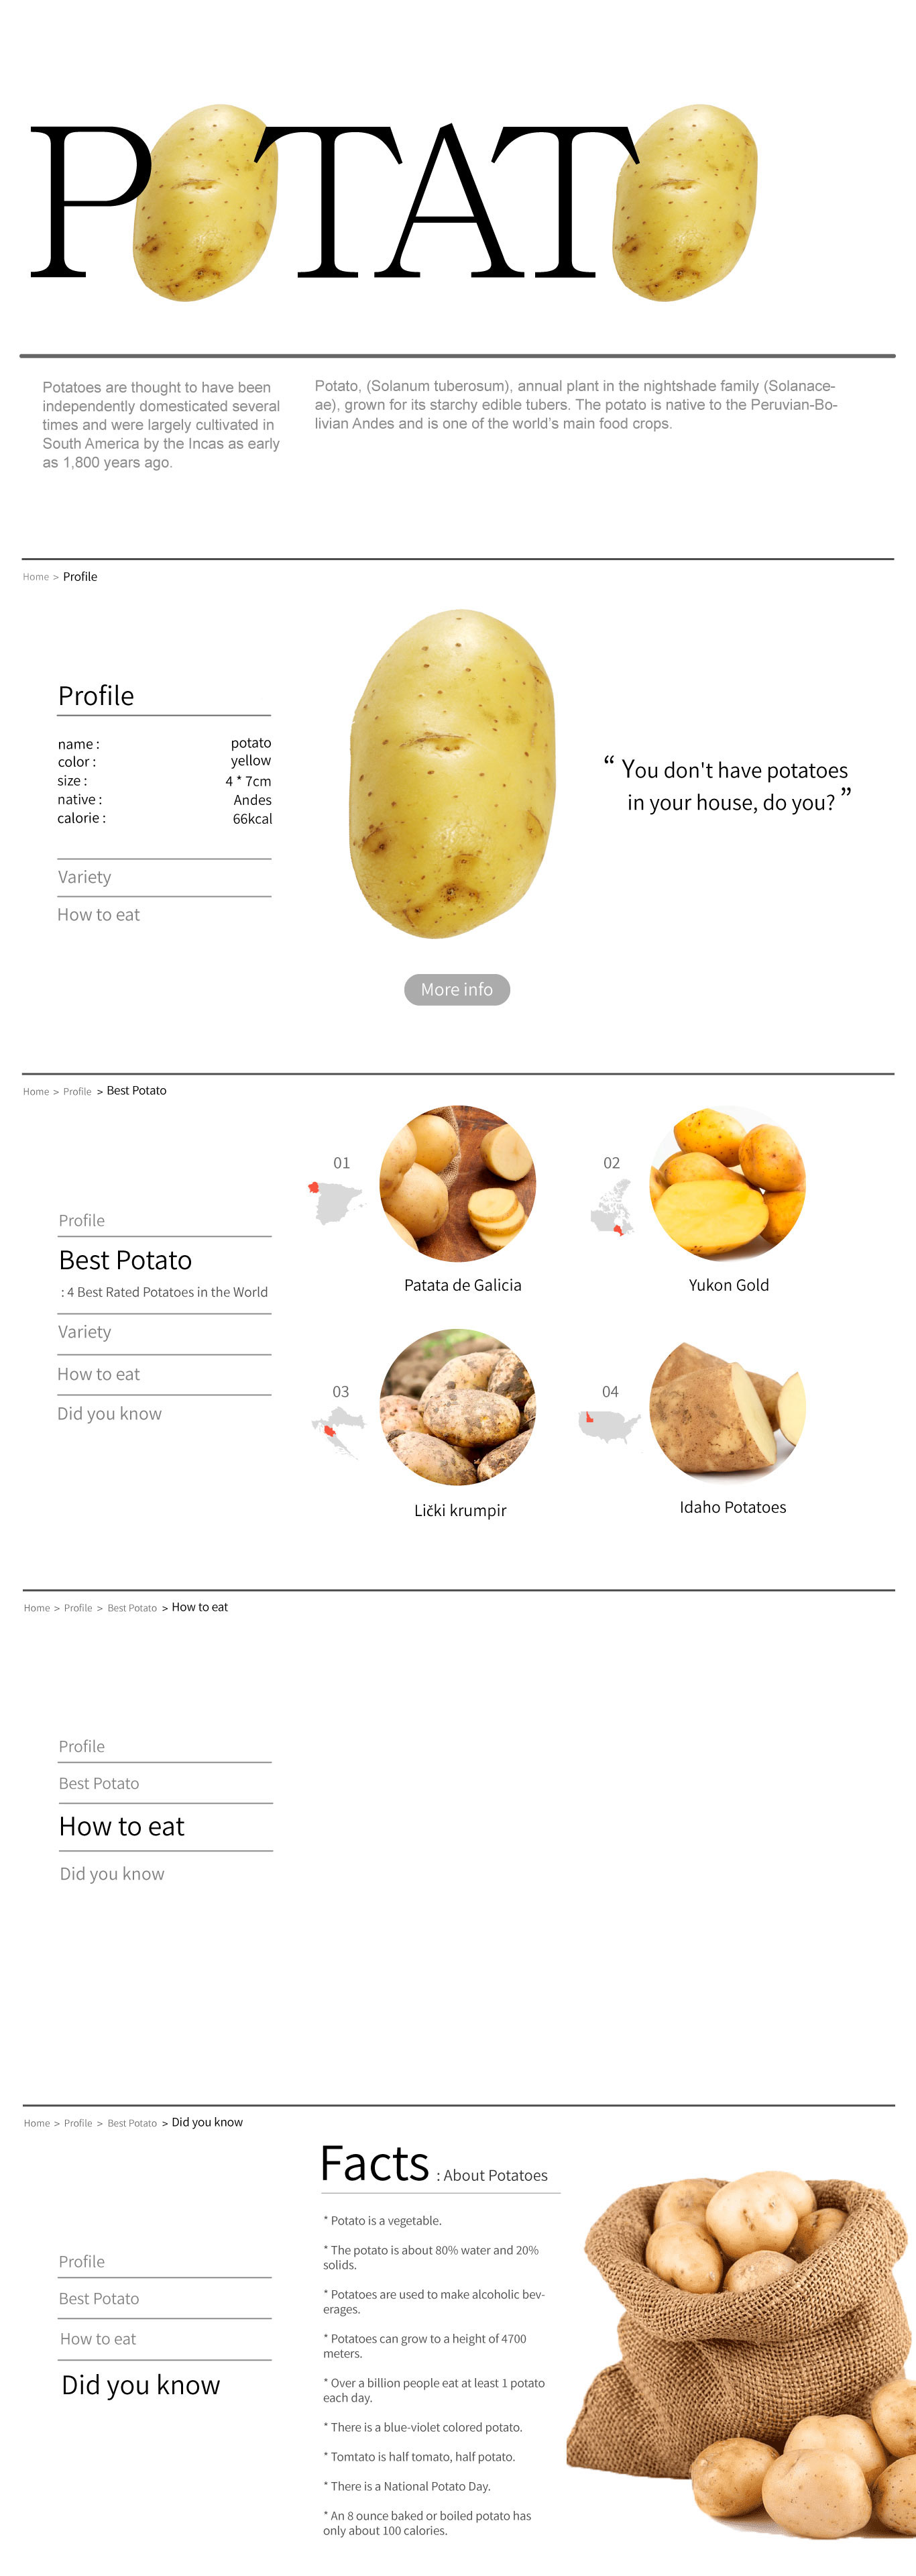 POTATO
Potatoes are thought to have been
independently domesticated several
times and were largely cultivated in
South America by the Incas as early
as 1,800 years ago.
Potato, (Solanum tuberosum), annual plant in the nightshade family (Solanace-
ae), grown for its starchy edible tubers. The potato is native to the Peruvian-Bo-
livian Andes and is one of the world's main food crops.
Home > Profile
Profile
name : potato
color : yellow
size : 4 * 7cm
native : Andes
calorie : 66kcal
Variety
How to eat
“ You don't have potatoes
in your house, do you? ”
More info
Home > Profile > Best Potato
Profile
Best Potato
: 4 Best Rated Potatoes in the World
Variety
How to eat
Did you know
01
Patata de Galicia
02
Yukon Gold
03
Lički krumpir
04
Idaho Potatoes
Home > Profile > Best Potato > How to eat
Profile
Best Potato
How to eat
Did you know
Home > Profile > Best Potato > Did you know
Profile
Best Potato
How to eat
Did you know
Facts : About Potatoes
* Potato is a vegetable.
* The potato is about 80% water and 20%
solids.
* Potatoes are used to make alcoholic bev-
erages.
* Potatoes can grow to a height of 4700
meters.
* Over a billion people eat at least 1 potato
each day.
* There is a blue-violet colored potato.
* Tomtato is half tomato, half potato.
* There is a National Potato Day.
* An 8 ounce baked or boiled potato has
only about 100 calories.